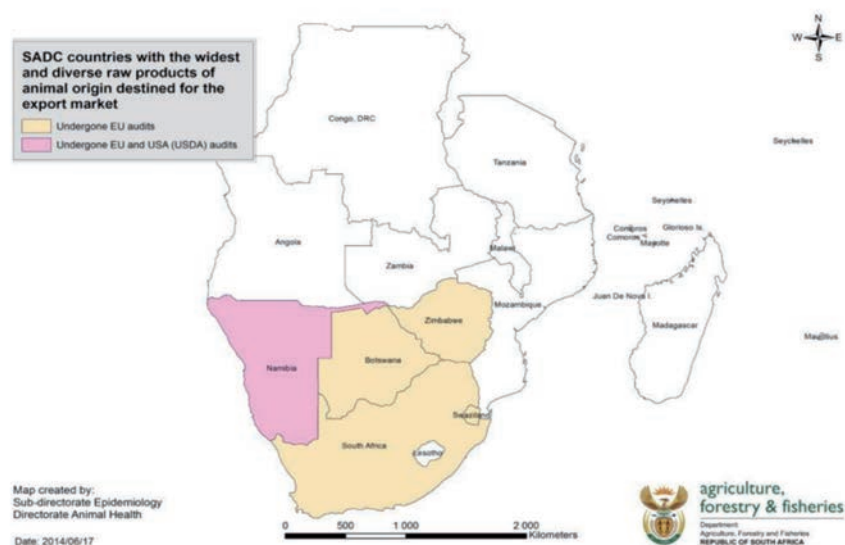 N
W E
S
SADC countries with the widest
and diverse raw products of
animal origin destined for the
export market
Undergone EU audits
Undergone EU and USA (USDA) audits
Congo, DRC
Tanzania
Seychelles
Seychelles
Comoros
Comoros
Glorioso Is.
Mayotte
Angola
Malawi
Zambia
Mozambique
Juan De Nova I.
Madagascar
Mauritius
Zimbabwe
Namibia
Botswana
Swaziland
South Africa
Lesotho
Map created by:
Sub-directorate Epidemiology
Directorate Animal Health
Date: 2014/06/17
0 500 1 000 2 000
Kilometers
agriculture,
forestry & fisheries
Department:
Agriculture, Forestry and Fisheries
REPUBLIC OF SOUTH AFRICA